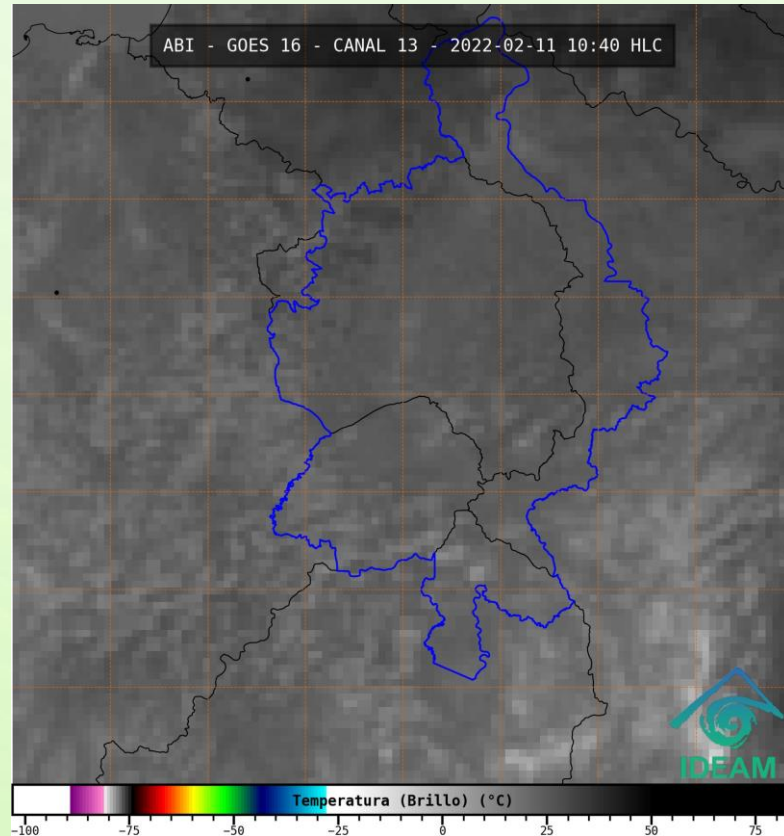 ABI - GOES 16 - CANAL 13 - 2022-02-11 10:40 HLC
IDEAM
Temperatura (Brillo) (°C)
−100 −75 −50 −25 0 25 50 75